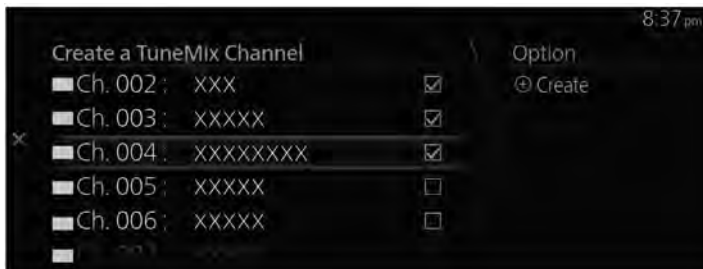 8:37 pm
Create a TuneMix Channel
Option
Ch. 002 : XXX
Create
Ch. 003 : XXXXX
Ch. 004 : XXXXXXXX
Ch. 005 : XXXXX
Ch. 006 : XXXXX